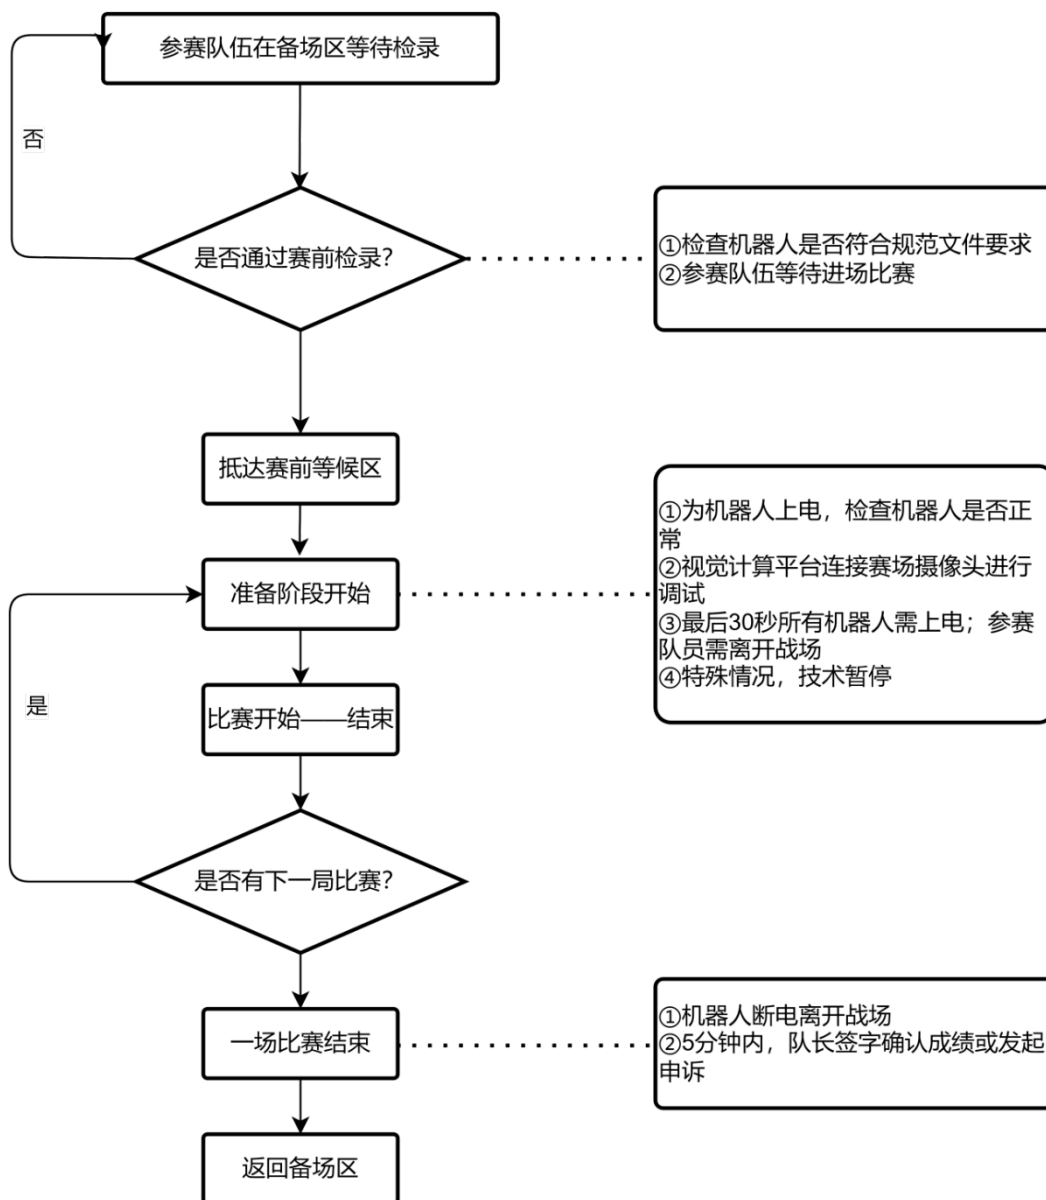 参赛队伍在备场区等待检录
否
是否通过赛前检录？
①检查机器人是否符合规范文件要求
②参赛队伍等待进场比赛
抵达赛前等候区
准备阶段开始
①为机器人上电，检查机器人是否正
常
②视觉计算平台连接赛场摄像头进行
调试
③最后30秒所有机器人需上电；参赛
队员需离开战场
④特殊情况，技术暂停
是
比赛开始——结束
是否有下一局比赛？
一场比赛结束
①机器人断电离开战场
②5分钟内，队长签字确认成绩或发起
申诉
返回备场区